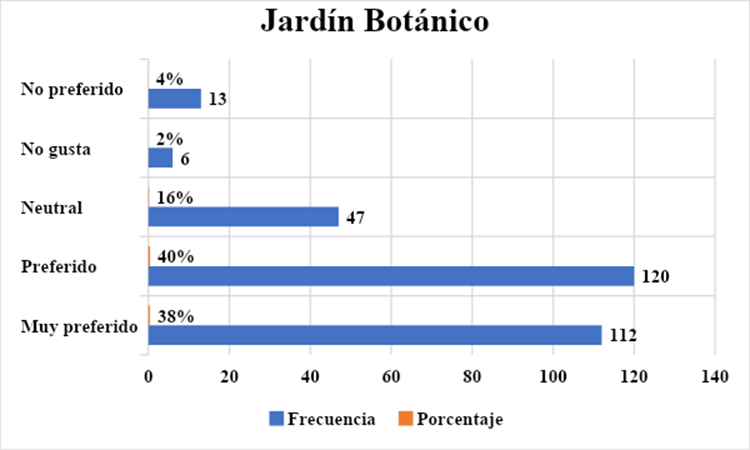 Jardín Botánico
4%
No preferido
13
2%
No gusta
6
16%
Neutral
47
40%
Preferido
120
38%
Muy preferido
112
0 20 40 60 80 100 120 140
Frecuencia Porcentaje